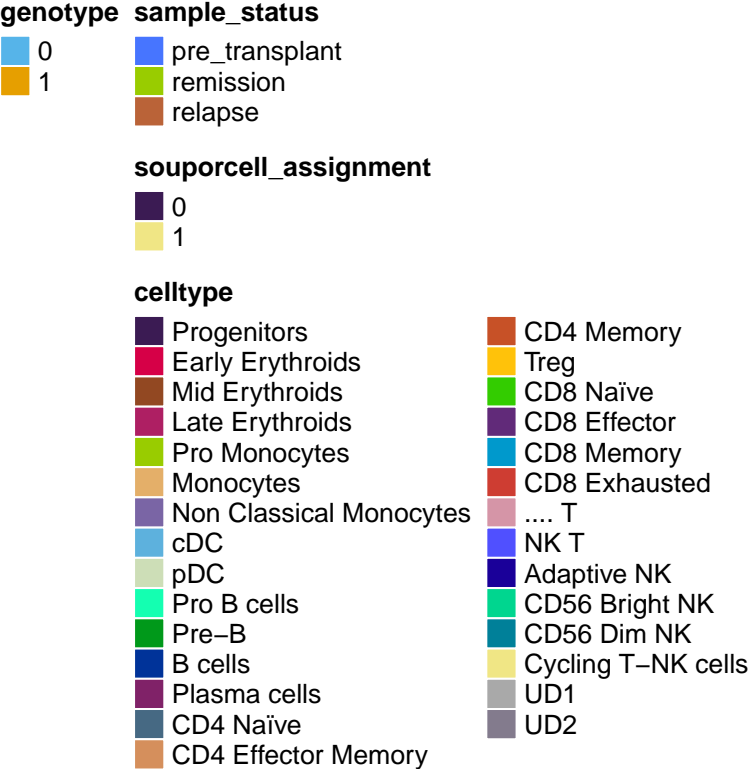 genotype
0
1
sample_status
pre_transplant
remission
relapse
souporcell_assignment
0
1
celltype
Progenitors
Early Erythroids
Mid Erythroids
Late Erythroids
Pro Monocytes
Monocytes
Non Classical Monocytes
cDC
pDC
Pro B cells
Pre−B
B cells
Plasma cells
CD4 Naïve
CD4 Effector Memory
CD4 Memory
Treg
CD8 Naïve
CD8 Effector
CD8 Memory
CD8 Exhausted
.... T
NK T
Adaptive NK
CD56 Bright NK
CD56 Dim NK
Cycling T−NK cells
UD1
UD2